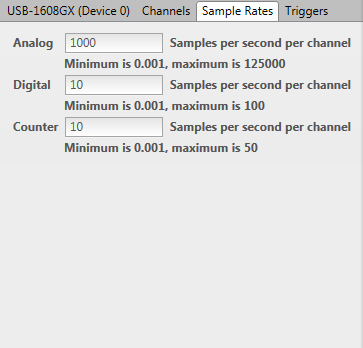 USB-1608GX (Device 0) Channels Sample Rates Triggers
Analog 1000 Samples per second per channel
Minimum is 0.001, maximum is 125000
Digital 10 Samples per second per channel
Minimum is 0.001, maximum is 100
Counter 10 Samples per second per channel
Minimum is 0.001, maximum is 50